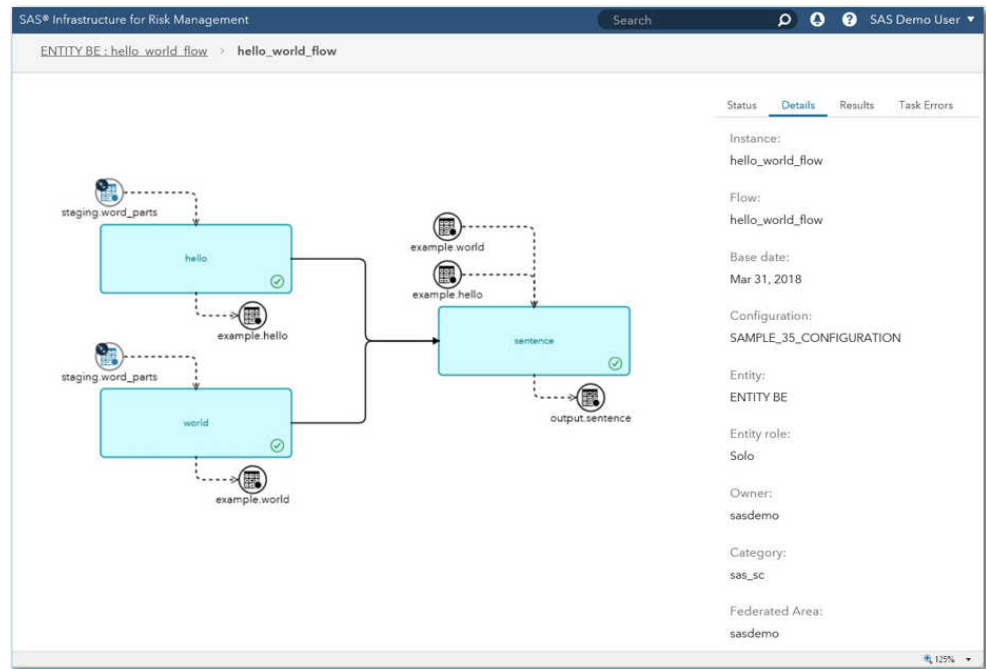 SAS® Infrastructure for Risk Management
Search
SAS Demo User
ENTITY BE : hello_world_flow > hello_world_flow
Status Details Results Task Errors
Instance:
hello_world_flow
Flow:
hello_world_flow
Base date:
Mar 31, 2018
Configuration:
SAMPLE_35_CONFIGURATION
Entity:
ENTITY BE
Entity role:
Solo
Owner:
sasdemo
Category:
sas_sc
Federated Area:
sasdemo
staging.word_parts
hello
example.hello
staging.word_parts
world
example.world
example.world
example.hello
sentence
output.sentence
125%